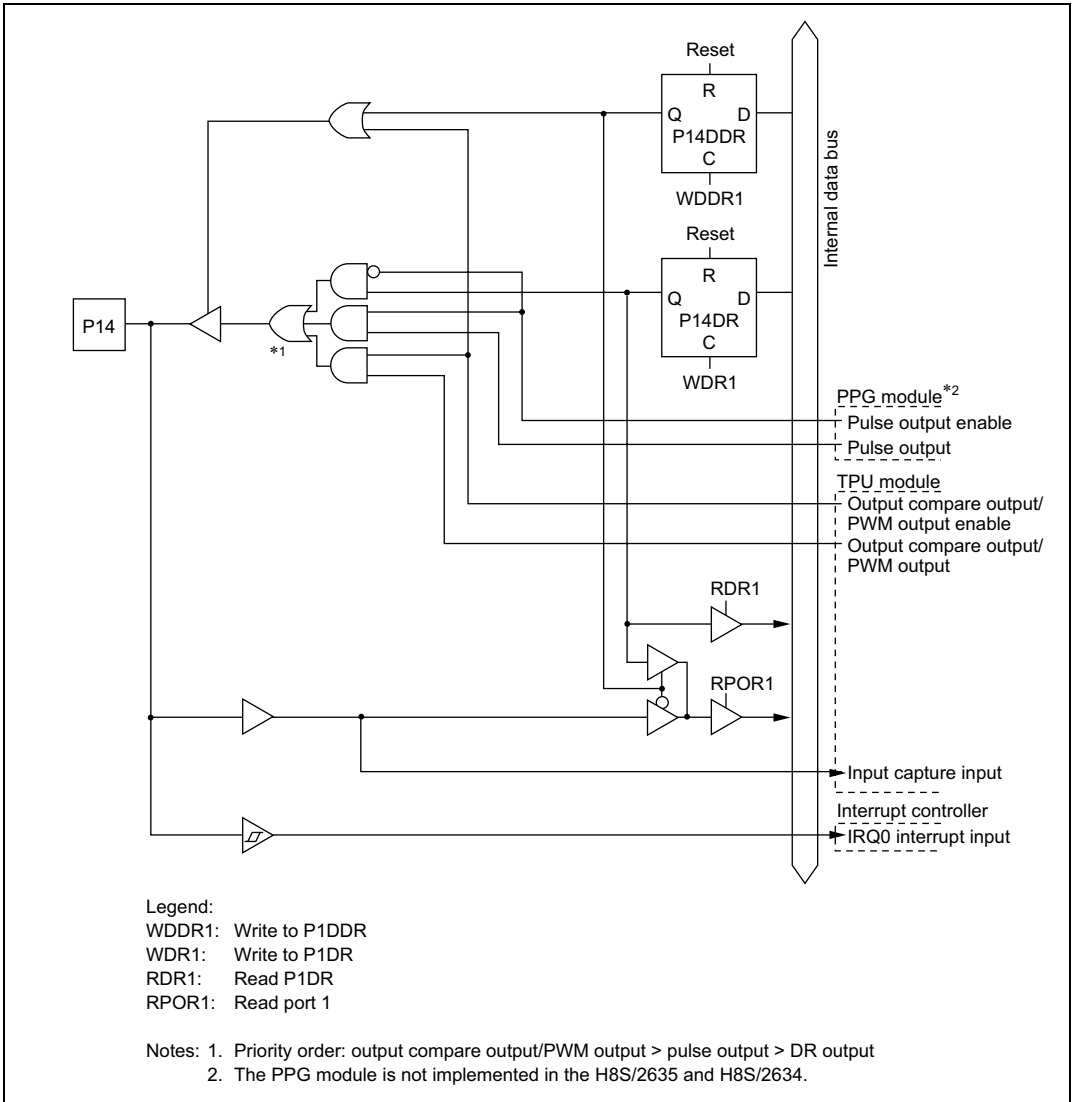 Reset
R
Q D
P14DDR
C
WDDR1
Internal data bus
Reset
R
Q D
P14DR
C
WDR1
P14
*1
PPG module*2
Pulse output enable
Pulse output
TPU module
Output compare output/
PWM output enable
Output compare output/
PWM output
RDR1
RPOR1
Input capture input
Interrupt controller
IRQ0 interrupt input
Legend:
WDDR1: Write to P1DDR
WDR1: Write to P1DR
RDR1: Read P1DR
RPOR1: Read port 1
Notes: 1. Priority order: output compare output/PWM output > pulse output > DR output
2. The PPG module is not implemented in the H8S/2635 and H8S/2634.